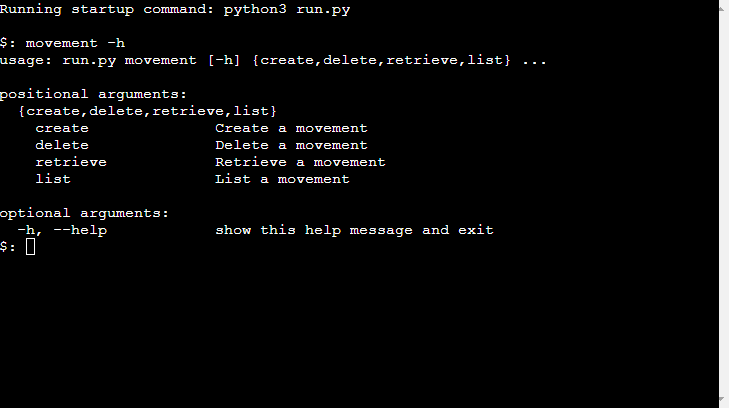 Running startup command: python3 run.py
$: movement -h
usage: run.py movement [-h] {create,delete,retrieve,list} ...
positional arguments:
{create,delete,retrieve,list}
create Create a movement
delete Delete a movement
retrieve Retrieve a movement
list List a movement
optional arguments:
-h, --help show this help message and exit
$: